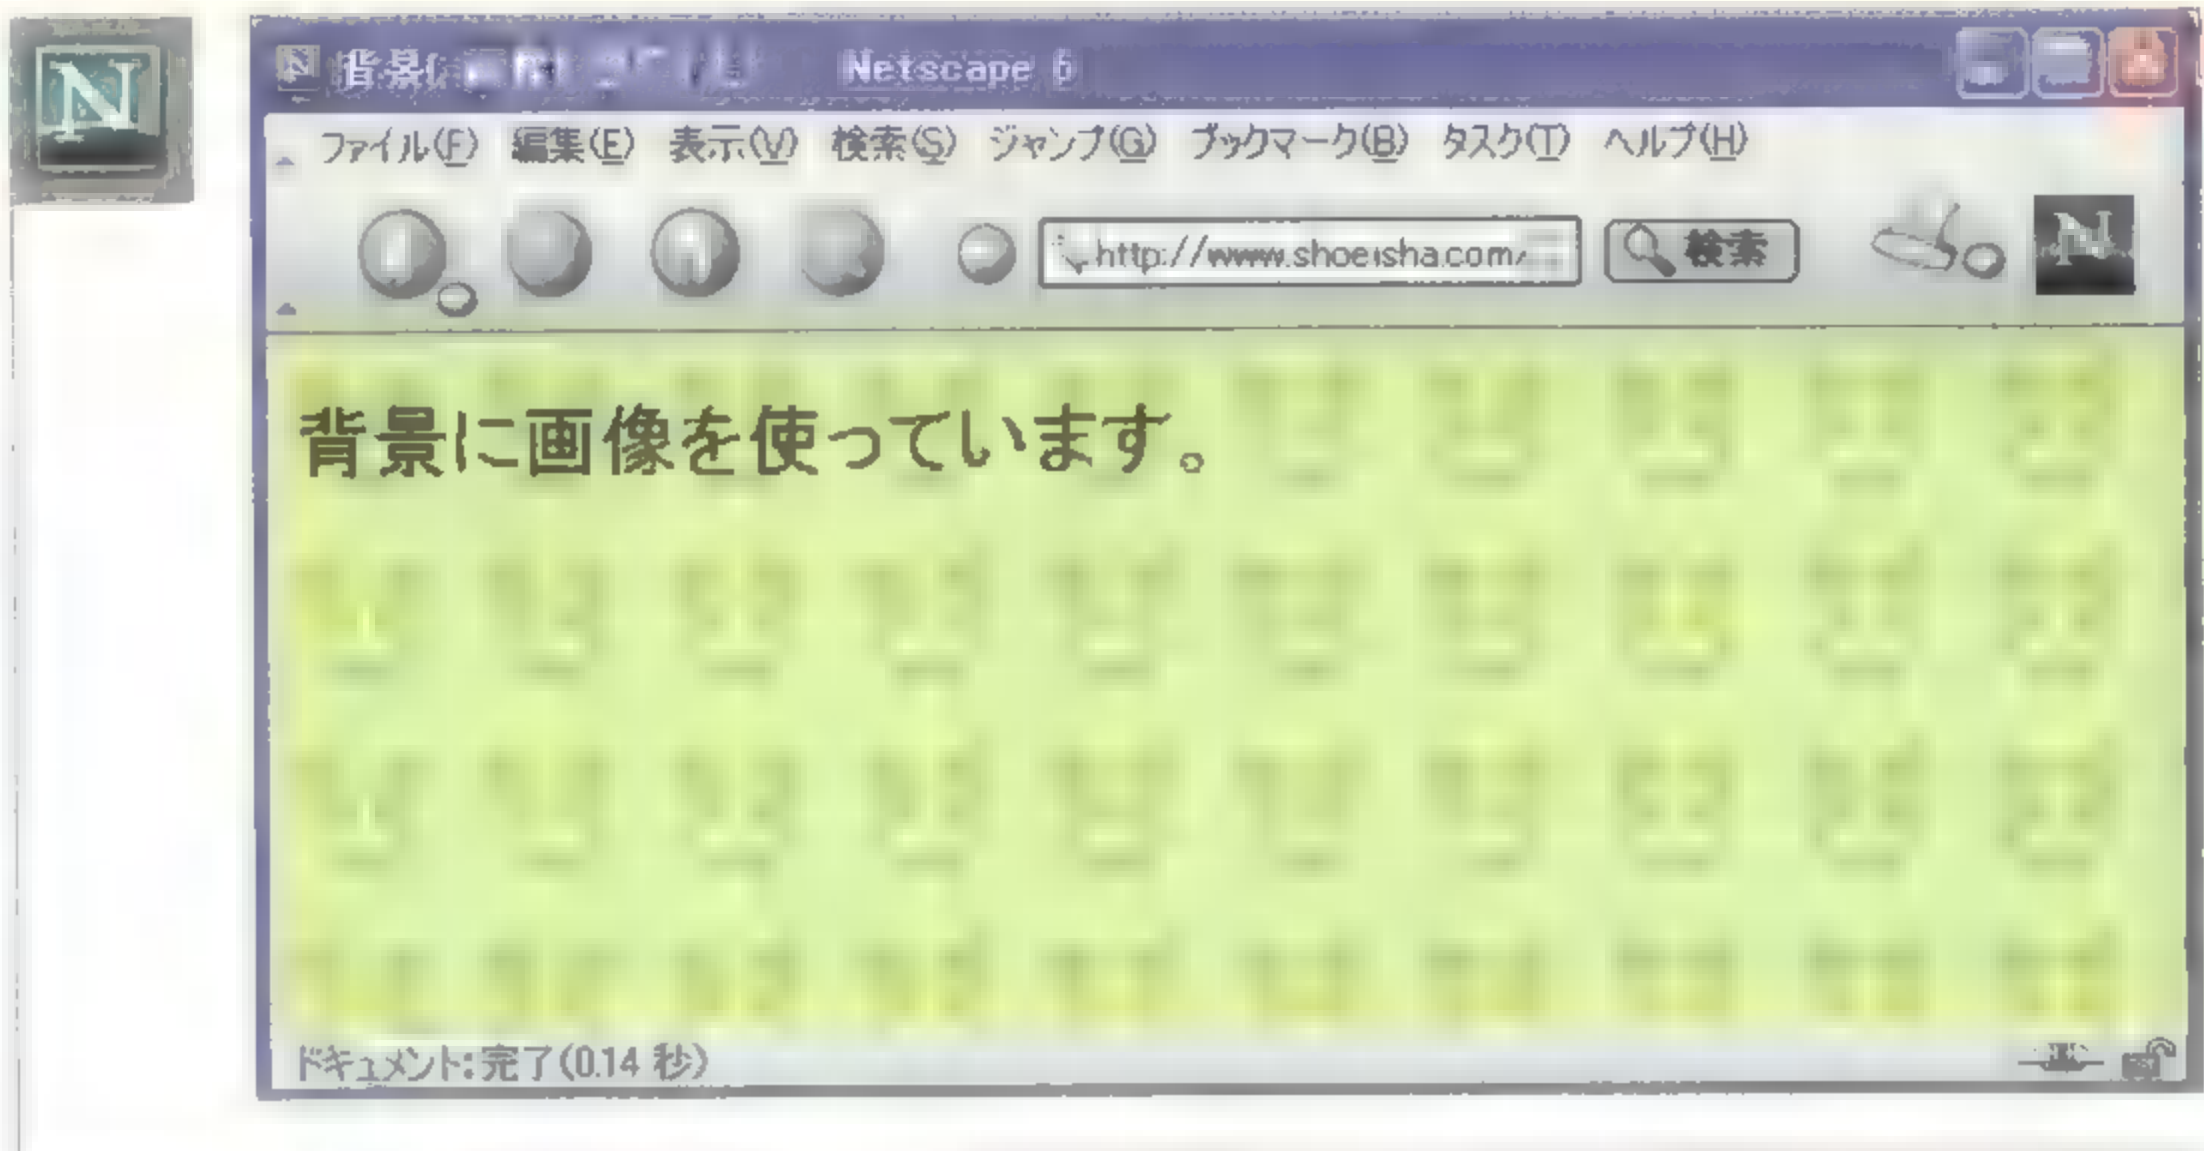 N
背景に Netscape 6
ファイル(F) 編集(E) 表示(V) 検索(S) ジャンプ(G) ブックマーク(B) タスク(T) ヘルプ(H)
http://www.shoeisha.com/ 検索 N
背景に画像を使っています。
ドキュメント: 完了(0.14 秒)